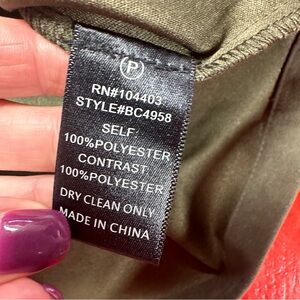 P
RN#104403
STYLE#BC4958
SELF
100%POLYESTER
CONTRAST
100%POLYESTER
DRY CLEAN ONLY
MADE IN CHINA